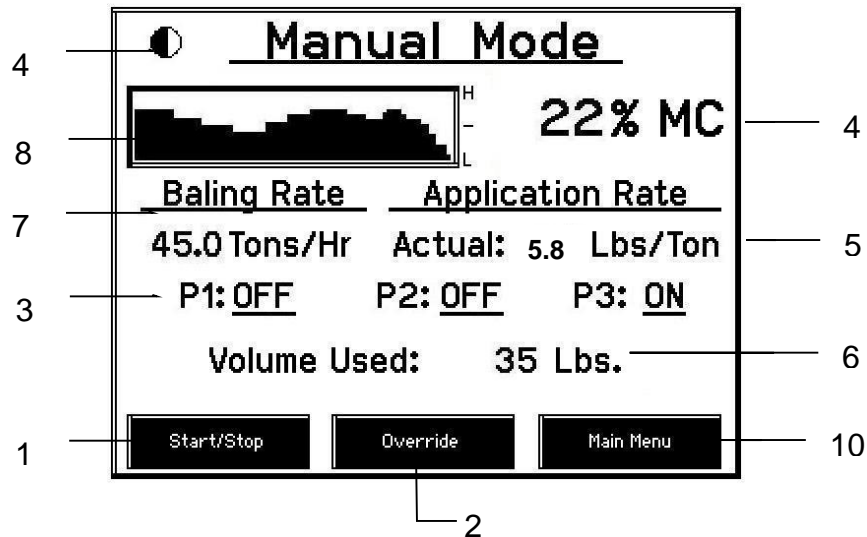 4 Manual Mode
H
22% MC 4
8 –
L
Baling Rate Application Rate
7
45.0 Tons/Hr Actual: 5.8 Lbs/Ton 5
3 P1: OFF P2: OFF P3: ON
Volume Used: 35 Lbs. 6
1 Start/Stop Override Main Menu 10
2